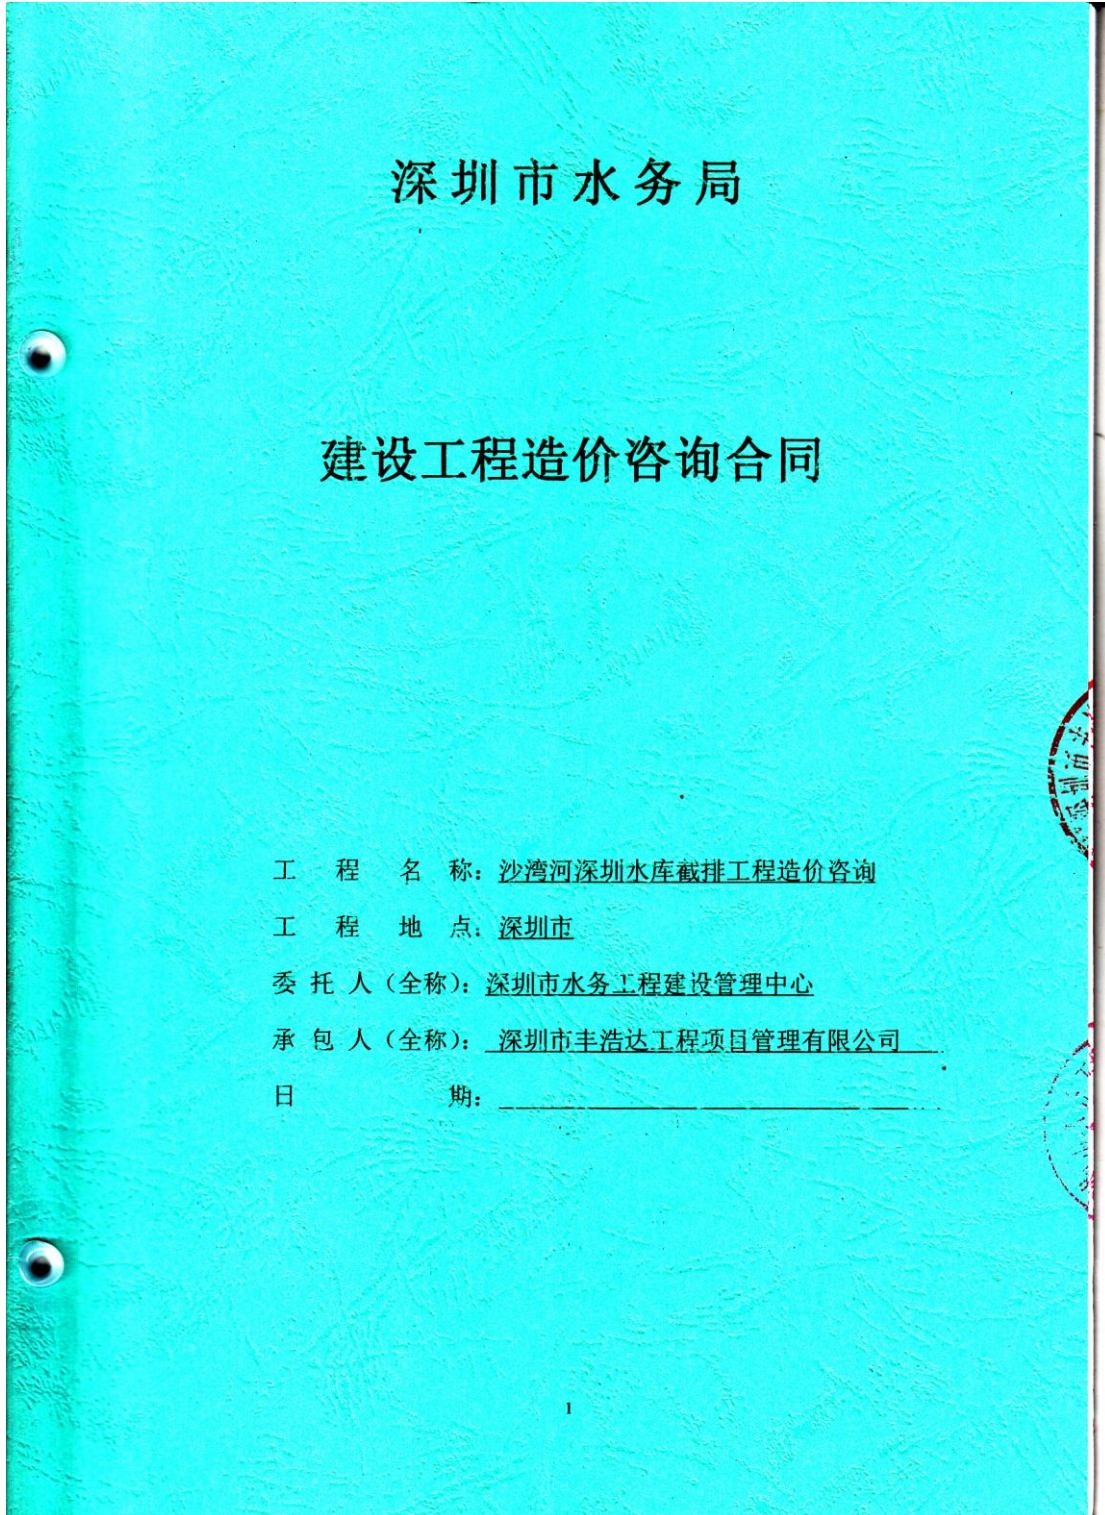 深圳市水务局
建设工程造价咨询合同
工程名称：沙湾河深圳水库截排工程造价咨询
工程地点：深圳市
委托人（全称）：深圳市水务工程建设管理中心
承包人（全称）：深圳市丰浩达工程项目管理有限公司
日期：
1